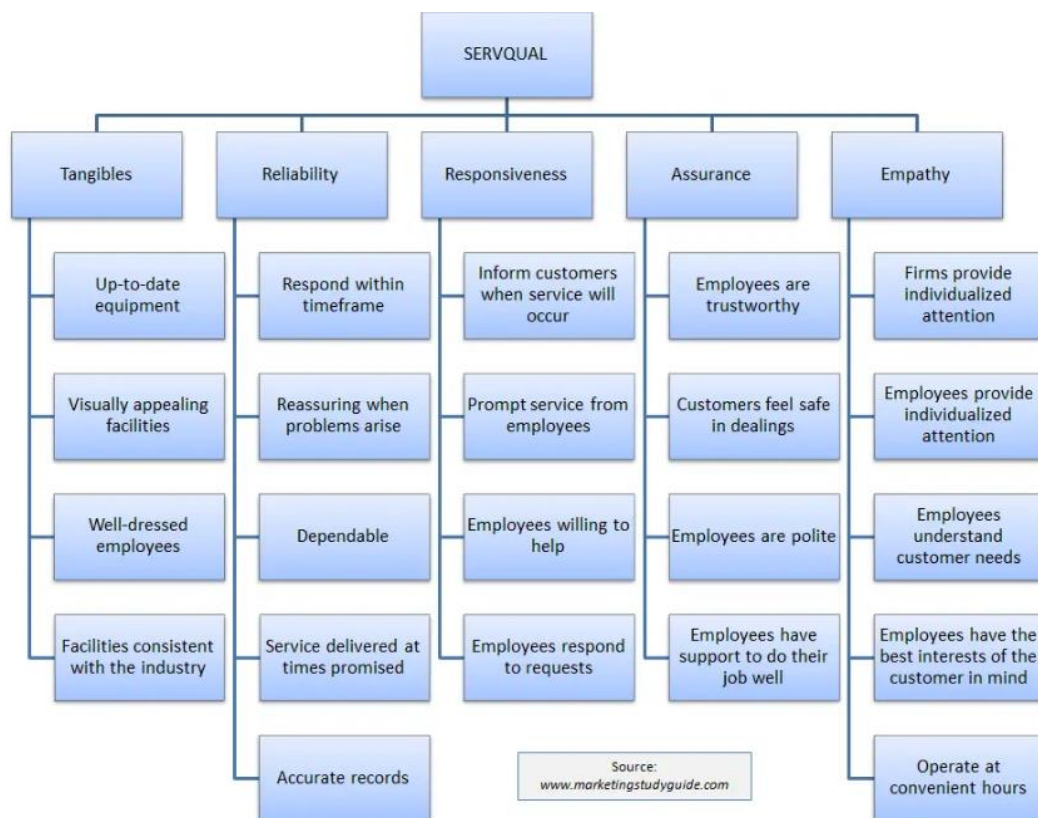 SERVQUAL
Tangibles
Reliability
Responsiveness
Assurance
Empathy
Up-to-date
equipment
Respond within
timeframe
Inform customers
when service will
occur
Employees are
trustworthy
Firms provide
individualized
attention
Visually appealing
facilities
Reassuring when
problems arise
Prompt service from
employees
Customers feel safe
in dealings
Employees provide
individualized
attention
Well-dressed
employees
Dependable
Employees willing to
help
Employees are polite
Employees
understand
customer needs
Facilities consistent
with the industry
Service delivered at
times promised
Employees respond
to requests
Employees have
support to do their
job well
Employees have the
best interests of the
customer in mind
Accurate records
Source:
www.marketingstudyguide.com
Operate at
convenient hours